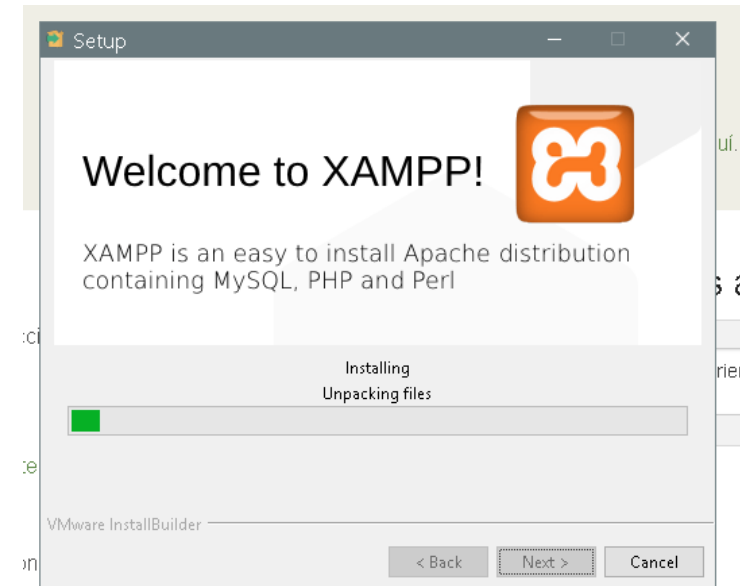 Setup
uí.
Welcome to XAMPP!
XAMPP is an easy to install Apache distribution
containing MySQL, PHP and Perl
Installing
Unpacking files
VMware InstallBuilder
< Back
Next >
Cancel